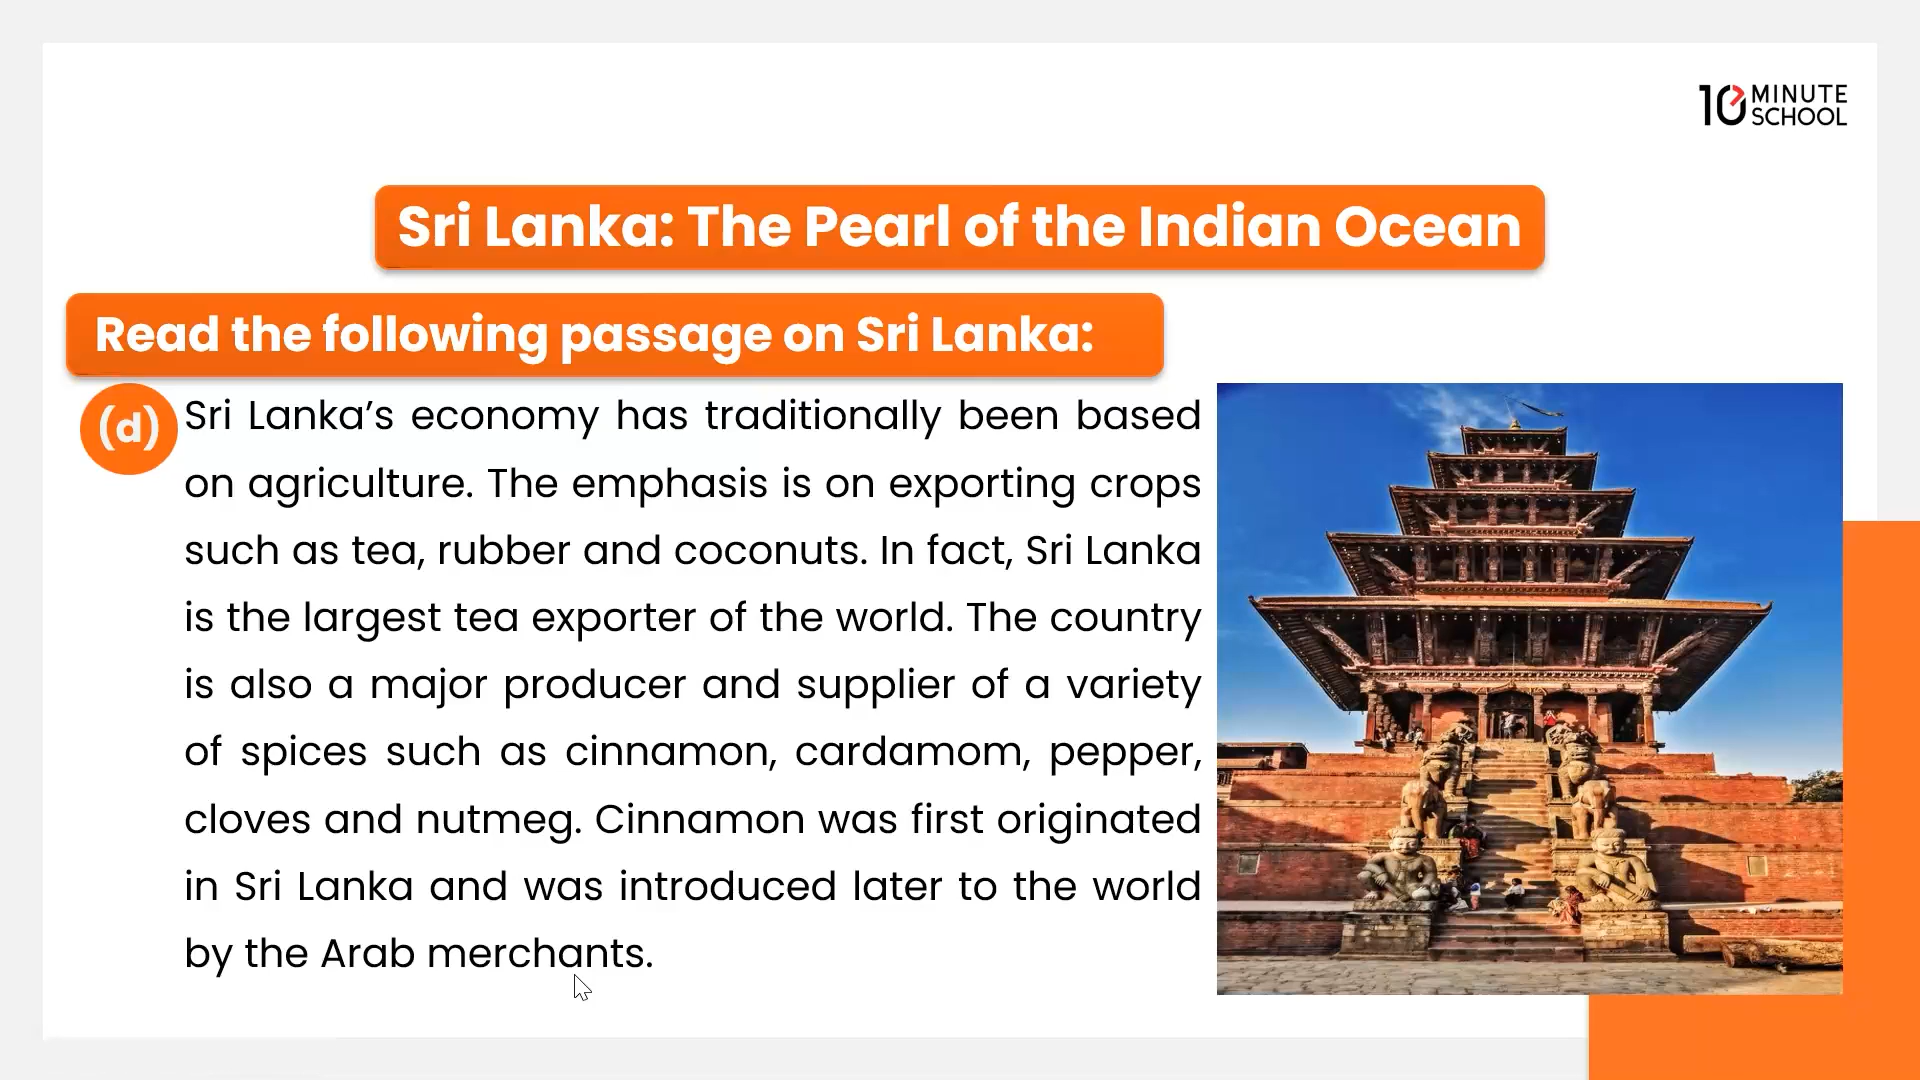 10 MINUTE
SCHOOL
Sri Lanka: The Pearl of the Indian Ocean
Read the following passage on Sri Lanka:
(d) Sri Lanka’s economy has traditionally been based
on agriculture. The emphasis is on exporting crops
such as tea, rubber and coconuts. In fact, Sri Lanka
is the largest tea exporter of the world. The country
is also a major producer and supplier of a variety
of spices such as cinnamon, cardamom, pepper,
cloves and nutmeg. Cinnamon was first originated
in Sri Lanka and was introduced later to the world
by the Arab merchants.